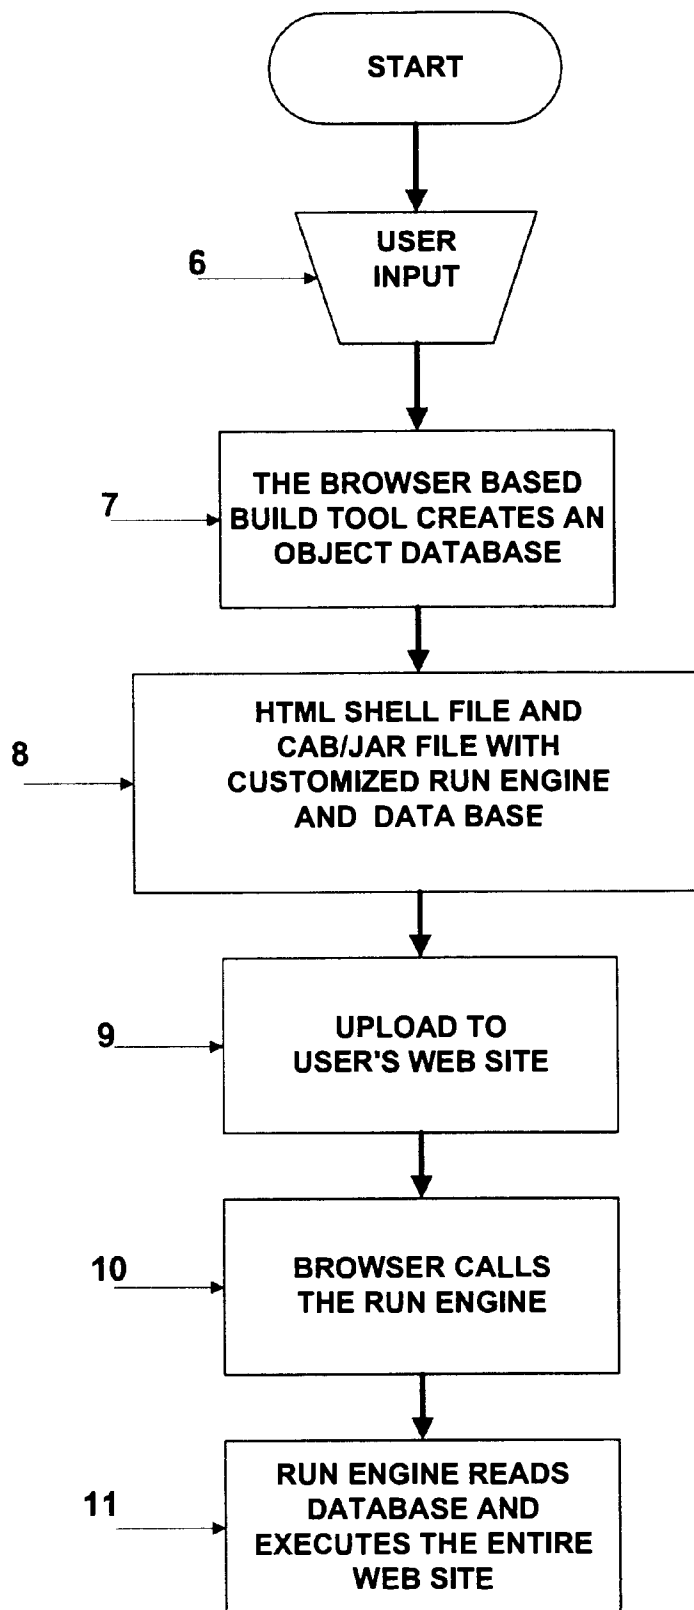 START
6
USER
INPUT
7
THE BROWSER BASED
BUILD TOOL CREATES AN
OBJECT DATABASE
8
HTML SHELL FILE AND
CAB/JAR FILE WITH
CUSTOMIZED RUN ENGINE
AND DATA BASE
9
UPLOAD TO
USER'S WEB SITE
10
BROWSER CALLS
THE RUN ENGINE
11
RUN ENGINE READS
DATABASE AND
EXECUTES THE ENTIRE
WEB SITE